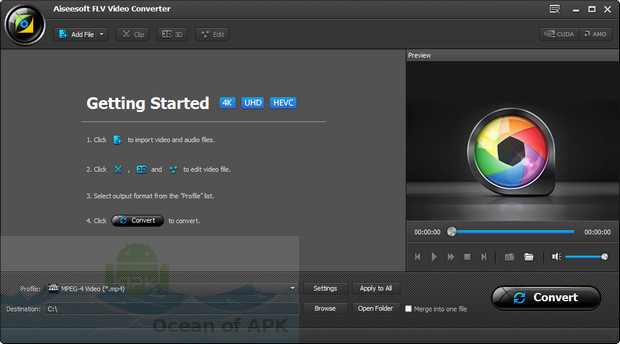 Aiseesoft FLV Video Converter
Add File Clip 3D Edit CUDA AMD
Preview
Getting Started 4K UHD HEVC
1. Click to import video and audio files.
2. Click , 3D and to edit video file.
3. Select output format from the "Profile" list.
4. Click Convert to convert.
00:00:00 00:00:00
APK
Profile: MPEG-4 Video (*.mp4) Settings Apply to All
Convert
Destination: C:\ Browse Open Folder Merge into one file
Ocean of APK